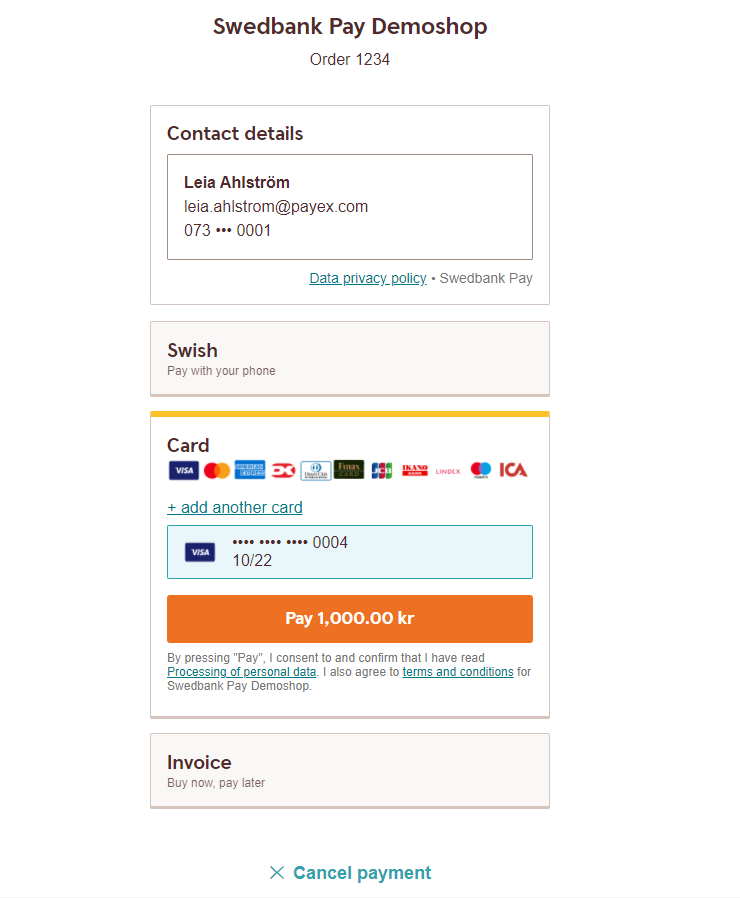 Swedbank Pay Demoshop
Order 1234
Contact details
Leia Ahlström
leia.ahlstrom@payex.com
073 ••• 0001
Data privacy policy • Swedbank Pay
Swish
Pay with your phone
Card
VISA AMERICAN EXPRESS Diners Club Finax CARD JCB IKANO BANK LINDEX maestro ICA
+ add another card
VISA •••• •••• •••• 0004
10/22
Pay 1,000.00 kr
By pressing "Pay", I consent to and confirm that I have read
Processing of personal data. I also agree to terms and conditions for
Swedbank Pay Demoshop.
Invoice
Buy now, pay later
Cancel payment